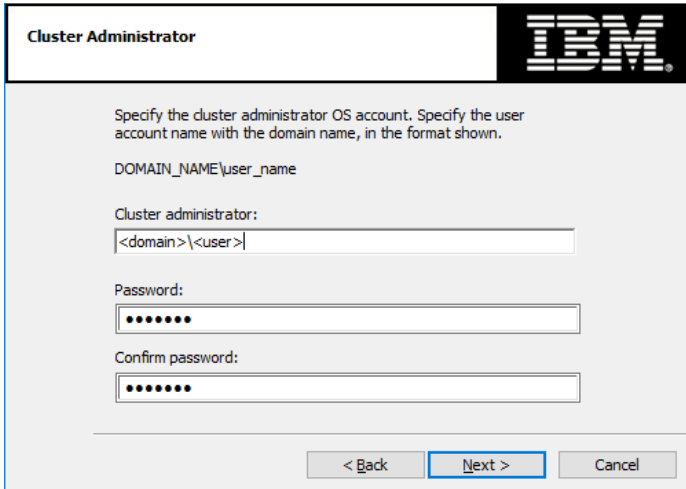 Cluster Administrator
IBM®
Specify the cluster administrator OS account. Specify the user
account name with the domain name, in the format shown.
DOMAIN_NAME\user_name
Cluster administrator:
<domain>\<user>
Password:
•••••••
Confirm password:
•••••••
< Back
Next >
Cancel